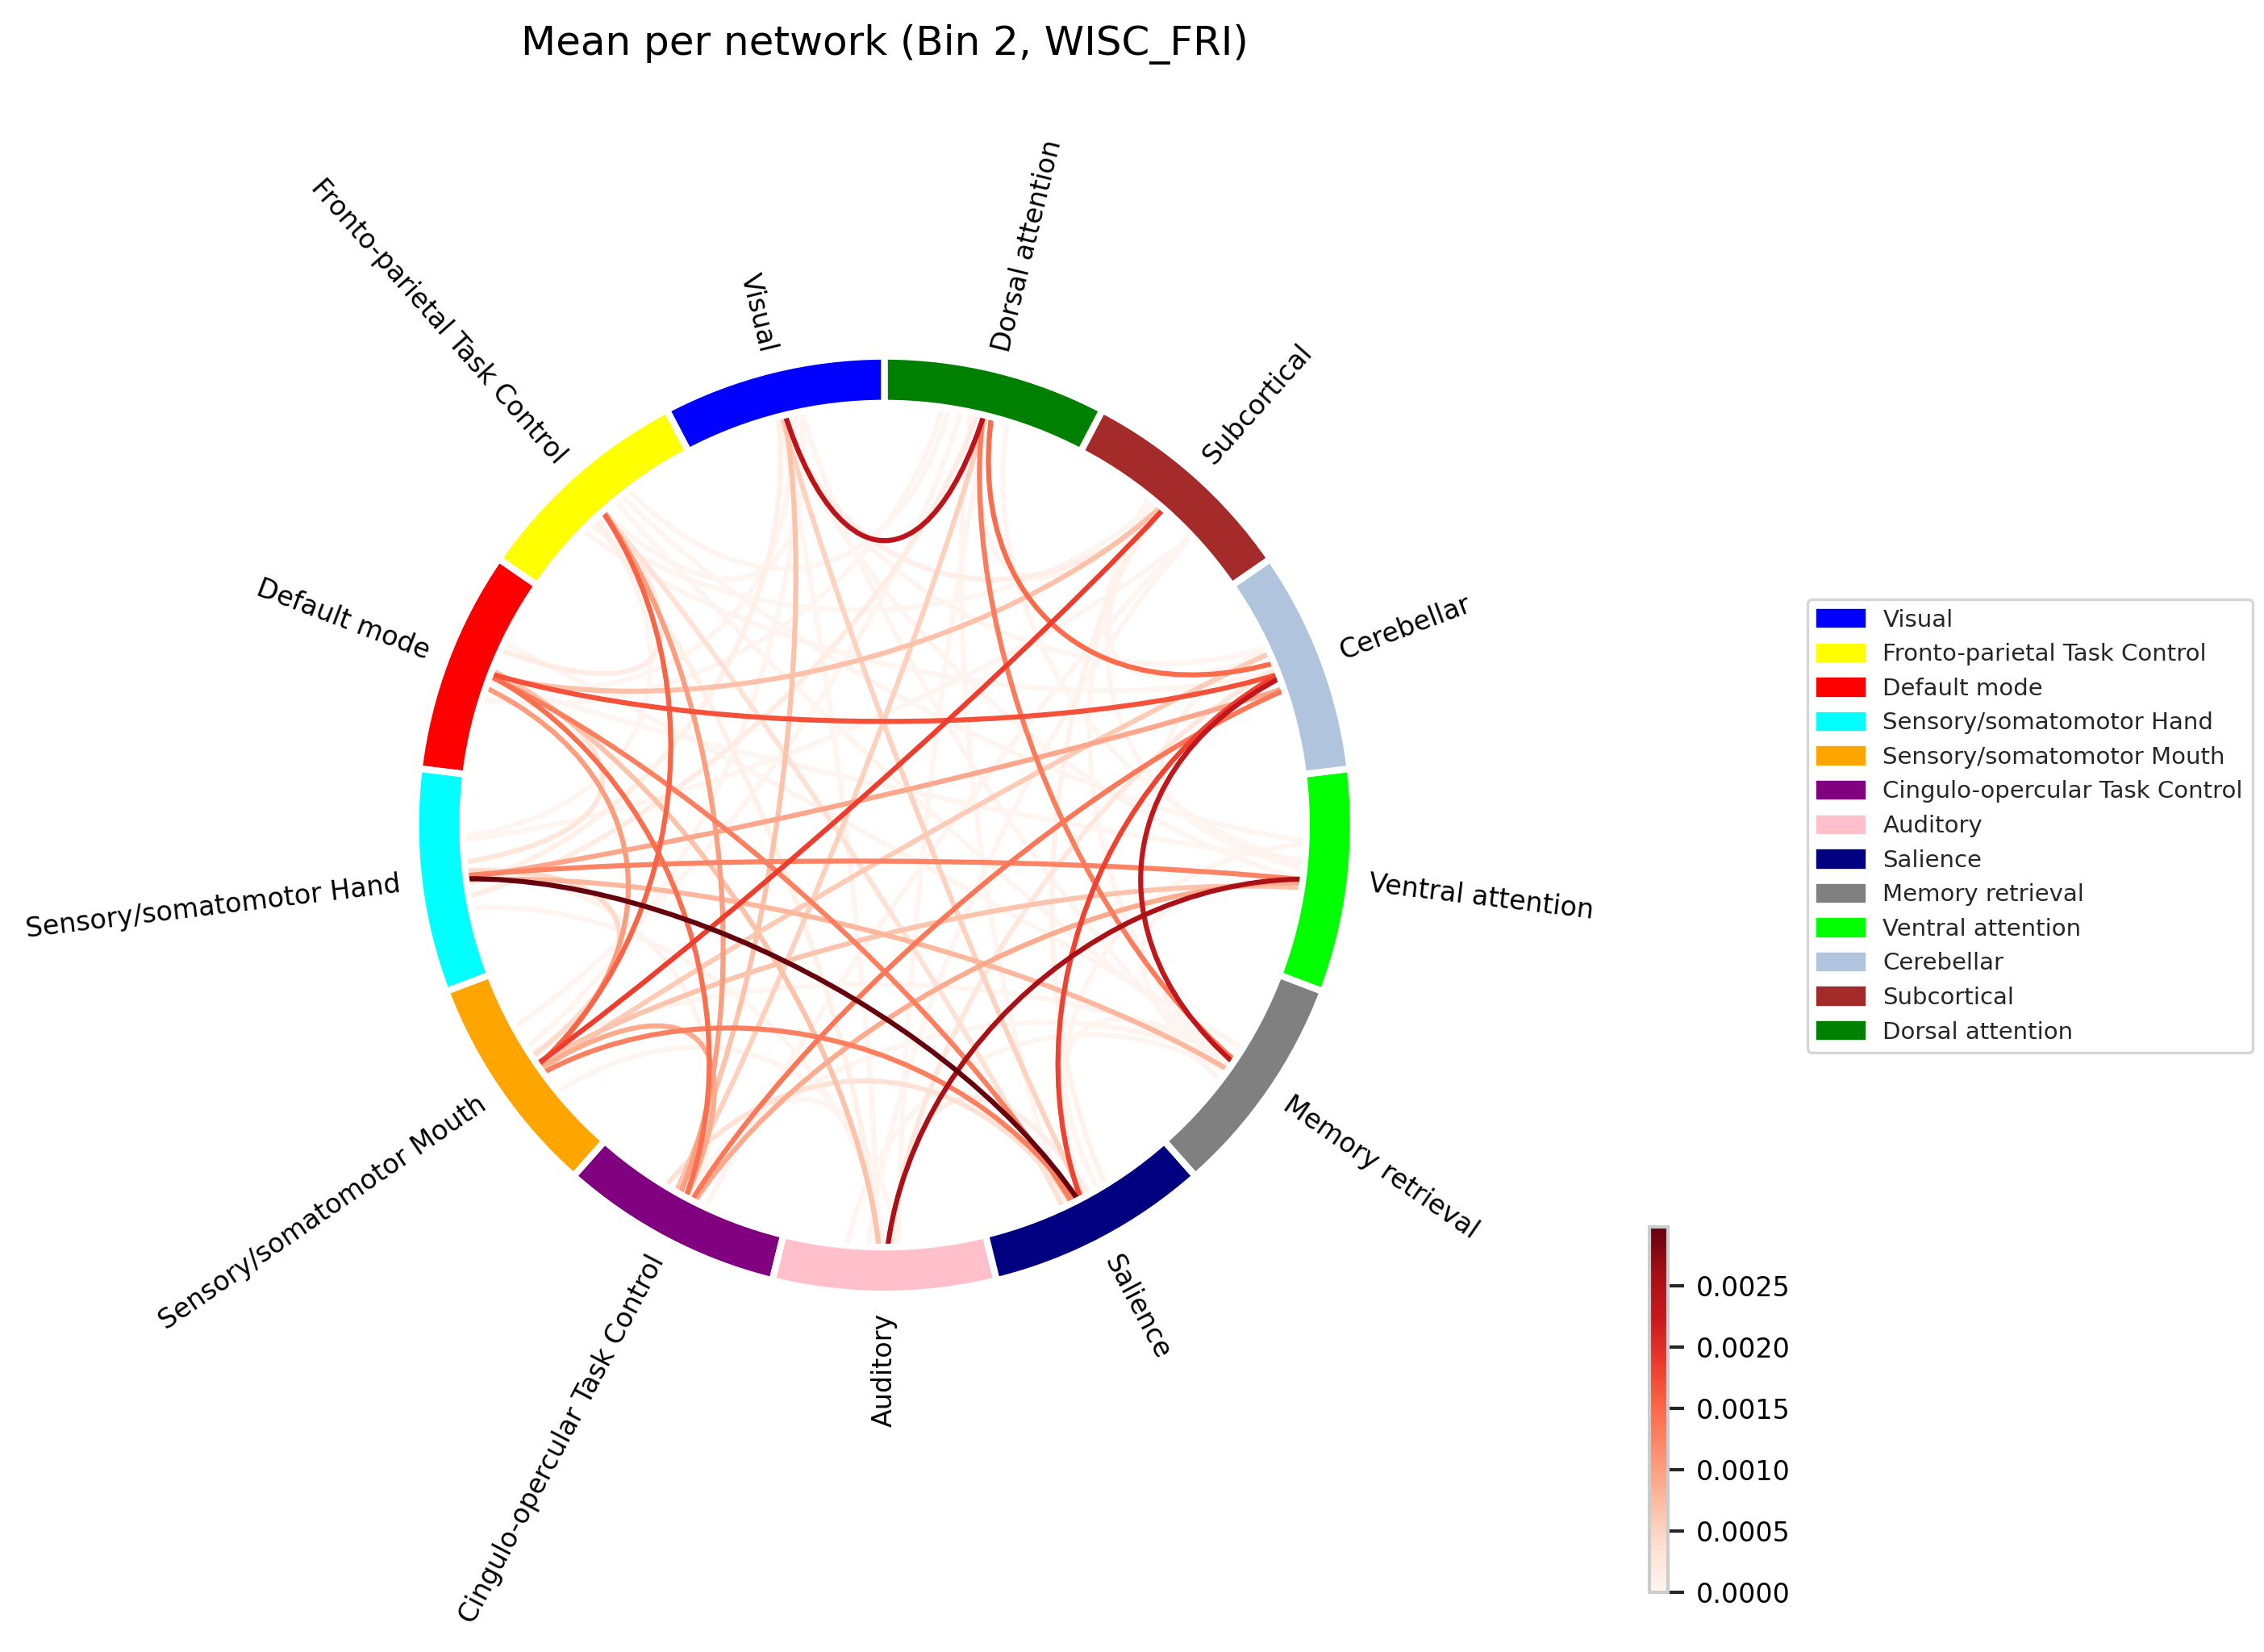 Mean per network (Bin 2, WISC_FRI)
Dorsal attention
Fronto-parietal Task Control
Visual
Subcortical
Default mode
Cerebellar
Sensory/somatomotor Hand
Ventral attention
Sensory/somatomotor Mouth
Memory retrieval
Cingulo-opercular Task Control
Auditory
Salience
Visual
Fronto-parietal Task Control
Default mode
Sensory/somatomotor Hand
Sensory/somatomotor Mouth
Cingulo-opercular Task Control
Auditory
Salience
Memory retrieval
Ventral attention
Cerebellar
Subcortical
Dorsal attention
0.0025
0.0020
0.0015
0.0010
0.0005
0.0000